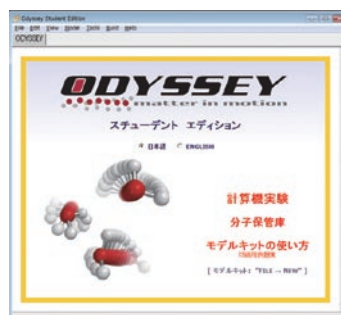 Odyssey Student Edition
File Edit View Model Tools Build Help
ODYSSEY
ODYSSEY
matter in motion
スチューデント エディション
日本語 ENGLISH
計算機実験
分子保管庫
モデルキットの使い方
[ モデルキット: "FILE → NEW" ]